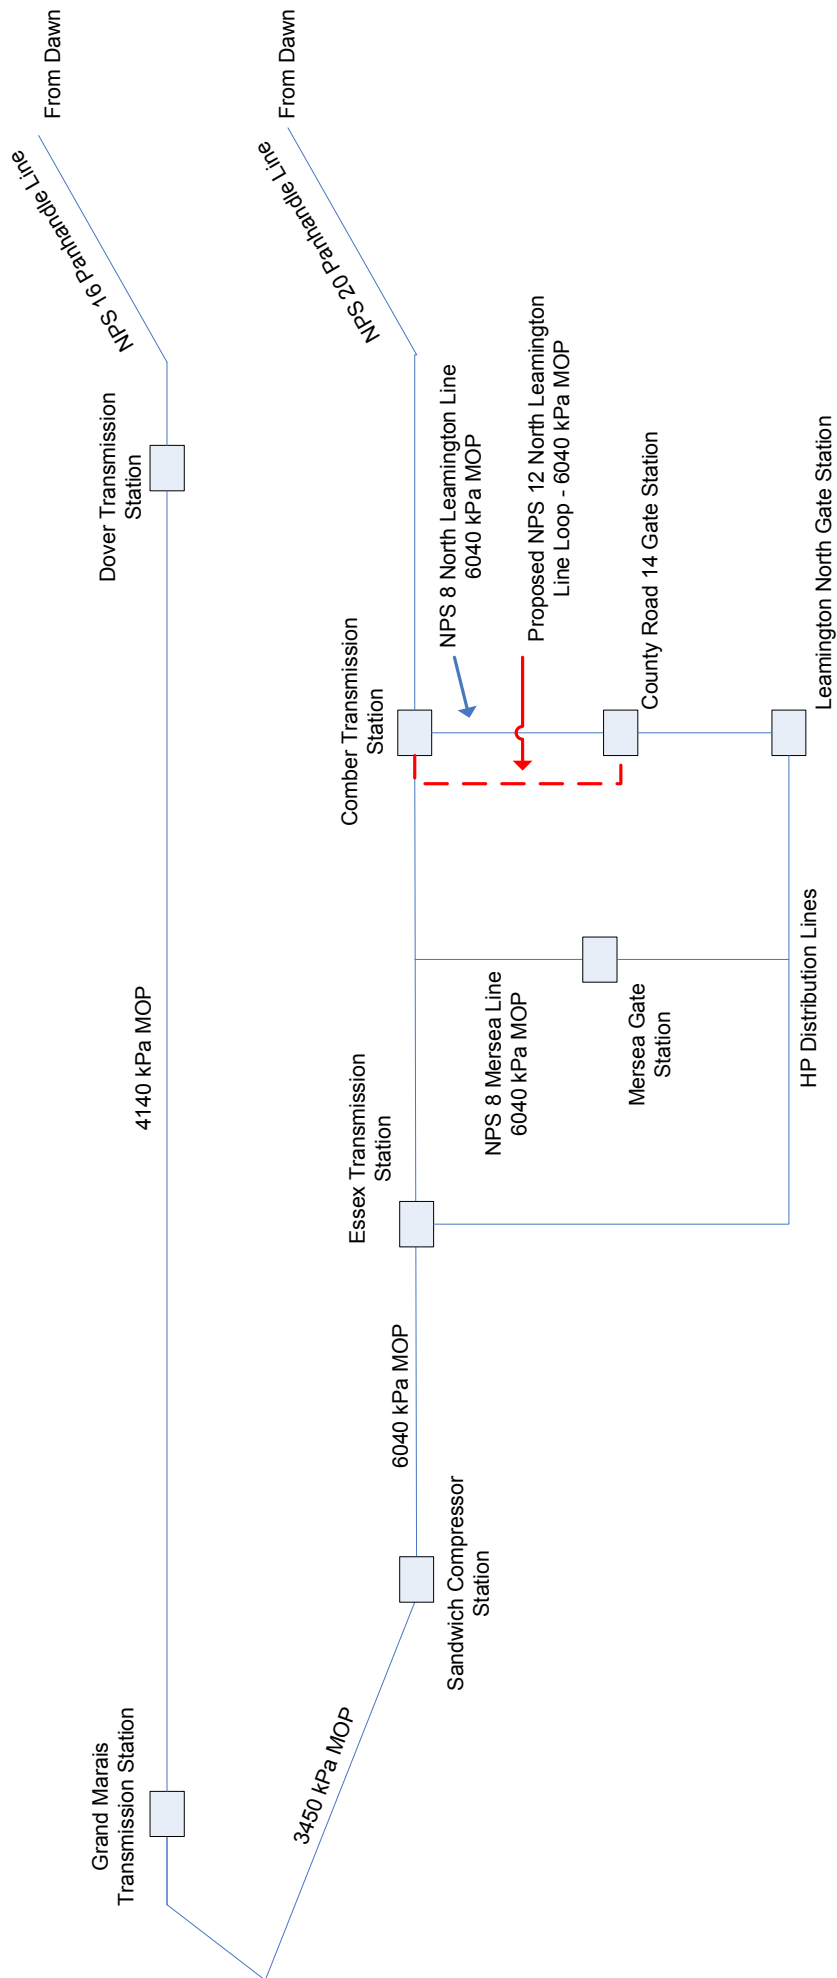 From Dawn
NPS 16 Panhandle Line
From Dawn
NPS 20 Panhandle Line
Dover Transmission
Station
4140 kPa MOP
Grand Marais
Transmission Station
3450 kPa MOP
Sandwich Compressor
Station
6040 kPa MOP
Essex Transmission
Station
Comber Transmission
Station
NPS 8 North Leamington Line
6040 kPa MOP
Proposed NPS 12 North Leamington
Line Loop - 6040 kPa MOP
County Road 14 Gate Station
Leamington North Gate Station
NPS 8 Mersea Line
6040 kPa MOP
Mersea Gate
Station
HP Distribution Lines